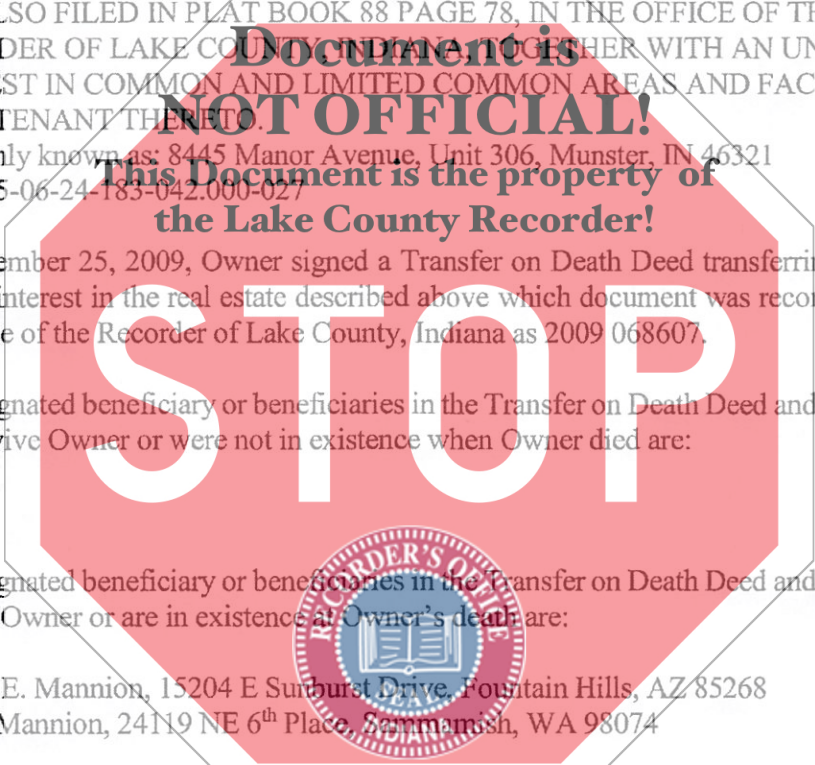 LSO FILED IN PLAT BOOK 88 PAGE 78, IN THE OFFICE OF TH
DER OF LAKE COUNTY, INDIANA, TOGETHER WITH AN UN
Document is
ST IN COMMON AND LIMITED COMMON AREAS AND FAC
TENANT THERETO.
NOT OFFICIAL!
ly known as: 8445 Manor Avenue, Unit 306, Munster, IN 46321
This Document is the property of
5-06-24-183-042.000-027
the Lake County Recorder!
ember 25, 2009, Owner signed a Transfer on Death Deed transferri
interest in the real estate described above which document was recor
e of the Recorder of Lake County, Indiana as 2009 068607.
STOP
gnated beneficiary or beneficiaries in the Transfer on Death Deed and
vive Owner or were not in existence when Owner died are:
gnated beneficiary or beneficiaries in the Transfer on Death Deed and
Owner or are in existence at Owner's death are:
RECORDER'S OFFICE
SEAL
INDIANA
E. Mannion, 15204 E Sunburst Drive, Fountain Hills, AZ 85268
Mannion, 24119 NE 6th Place, Sammamish, WA 98074